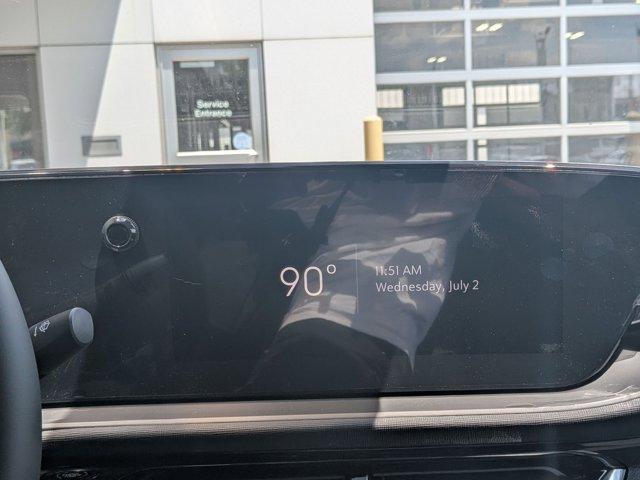 Service
Entrance
90°
11:51 AM
Wednesday, July 2